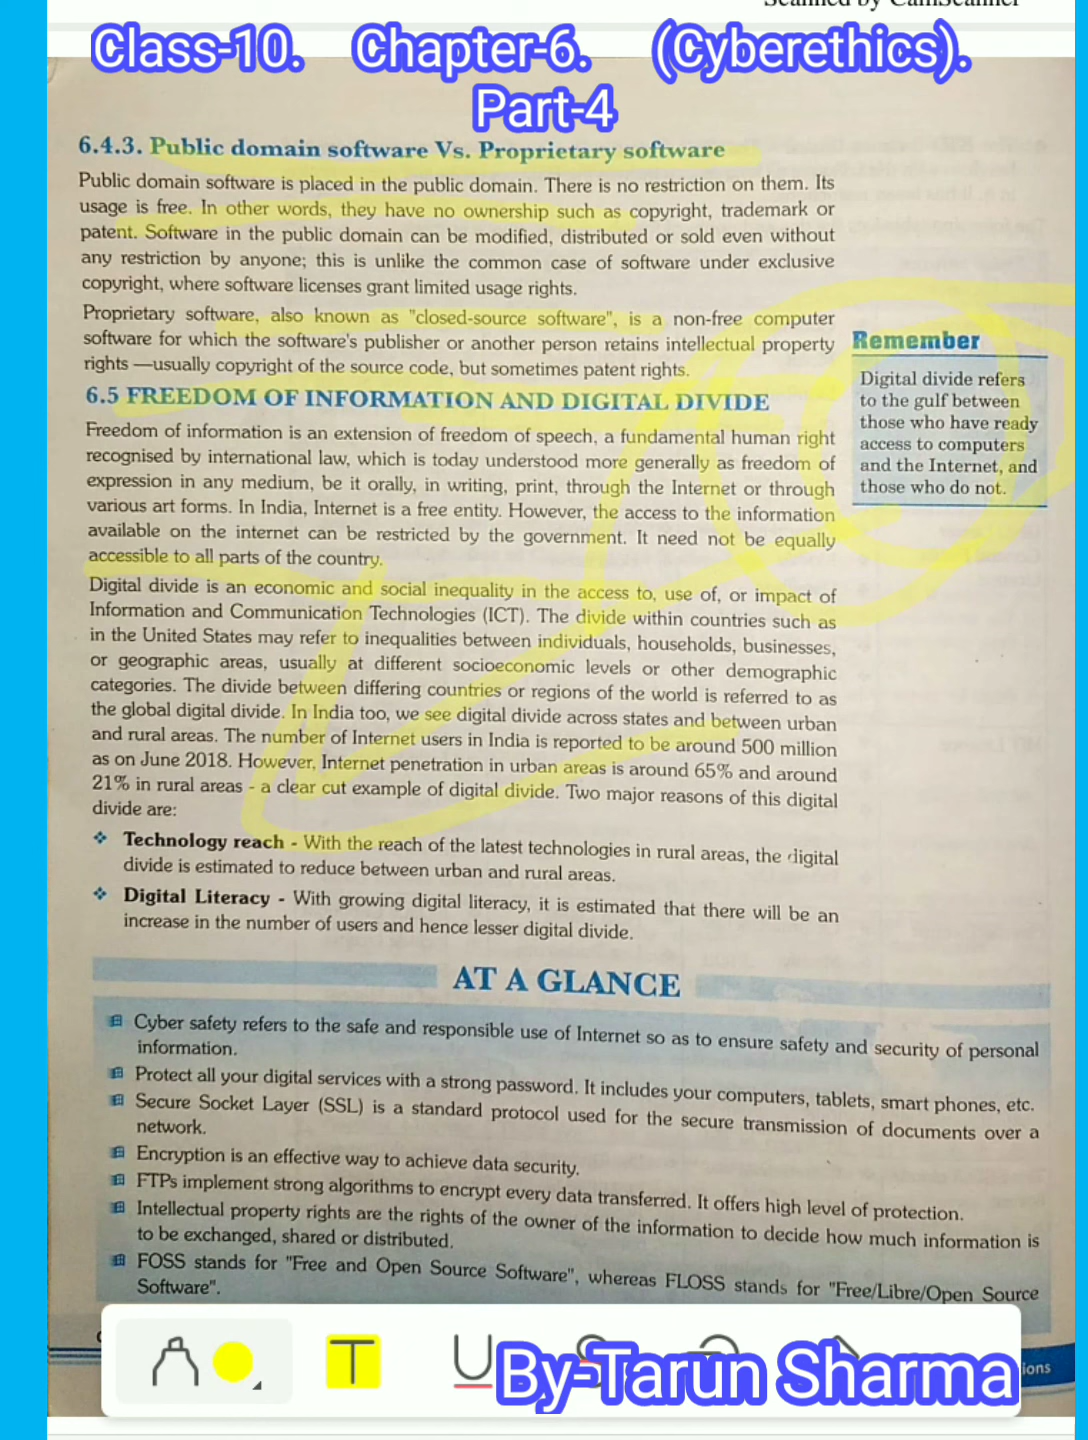 Scanned by CamScanner
Class-10. Chapter-6. (Cyberethics).
Part-4
6.4.3. Public domain software Vs. Proprietary software
Public domain software is placed in the public domain. There is no restriction on them. Its
usage is free. In other words, they have no ownership such as copyright, trademark or
patent. Software in the public domain can be modified, distributed or sold even without
any restriction by anyone; this is unlike the common case of software under exclusive
copyright, where software licenses grant limited usage rights.
Proprietary software, also known as "closed-source software", is a non-free computer
software for which the software's publisher or another person retains intellectual property
rights —usually copyright of the source code, but sometimes patent rights.
Remember
Digital divide refers
to the gulf between
those who have ready
access to computers
and the Internet, and
those who do not.
6.5 FREEDOM OF INFORMATION AND DIGITAL DIVIDE
Freedom of information is an extension of freedom of speech, a fundamental human right
recognised by international law, which is today understood more generally as freedom of
expression in any medium, be it orally, in writing, print, through the Internet or through
various art forms. In India, Internet is a free entity. However, the access to the information
available on the internet can be restricted by the government. It need not be equally
accessible to all parts of the country.
Digital divide is an economic and social inequality in the access to, use of, or impact of
Information and Communication Technologies (ICT). The divide within countries such as
in the United States may refer to inequalities between individuals, households, businesses,
or geographic areas, usually at different socioeconomic levels or other demographic
categories. The divide between differing countries or regions of the world is referred to as
the global digital divide. In India too, we see digital divide across states and between urban
and rural areas. The number of Internet users in India is reported to be around 500 million
as on June 2018. However, Internet penetration in urban areas is around 65% and around
21% in rural areas - a clear cut example of digital divide. Two major reasons of this digital
divide are:
❖ Technology reach - With the reach of the latest technologies in rural areas, the digital
divide is estimated to reduce between urban and rural areas.
❖ Digital Literacy - With growing digital literacy, it is estimated that there will be an
increase in the number of users and hence lesser digital divide.
AT A GLANCE
Cyber safety refers to the safe and responsible use of Internet so as to ensure safety and security of personal
information.
Protect all your digital services with a strong password. It includes your computers, tablets, smart phones, etc.
Secure Socket Layer (SSL) is a standard protocol used for the secure transmission of documents over a
network.
Encryption is an effective way to achieve data security.
FTPs implement strong algorithms to encrypt every data transferred. It offers high level of protection.
Intellectual property rights are the rights of the owner of the information to decide how much information is
to be exchanged, shared or distributed.
FOSS stands for "Free and Open Source Software", whereas FLOSS stands for "Free/Libre/Open Source
Software".
T U
By-Tarun Sharma
ions